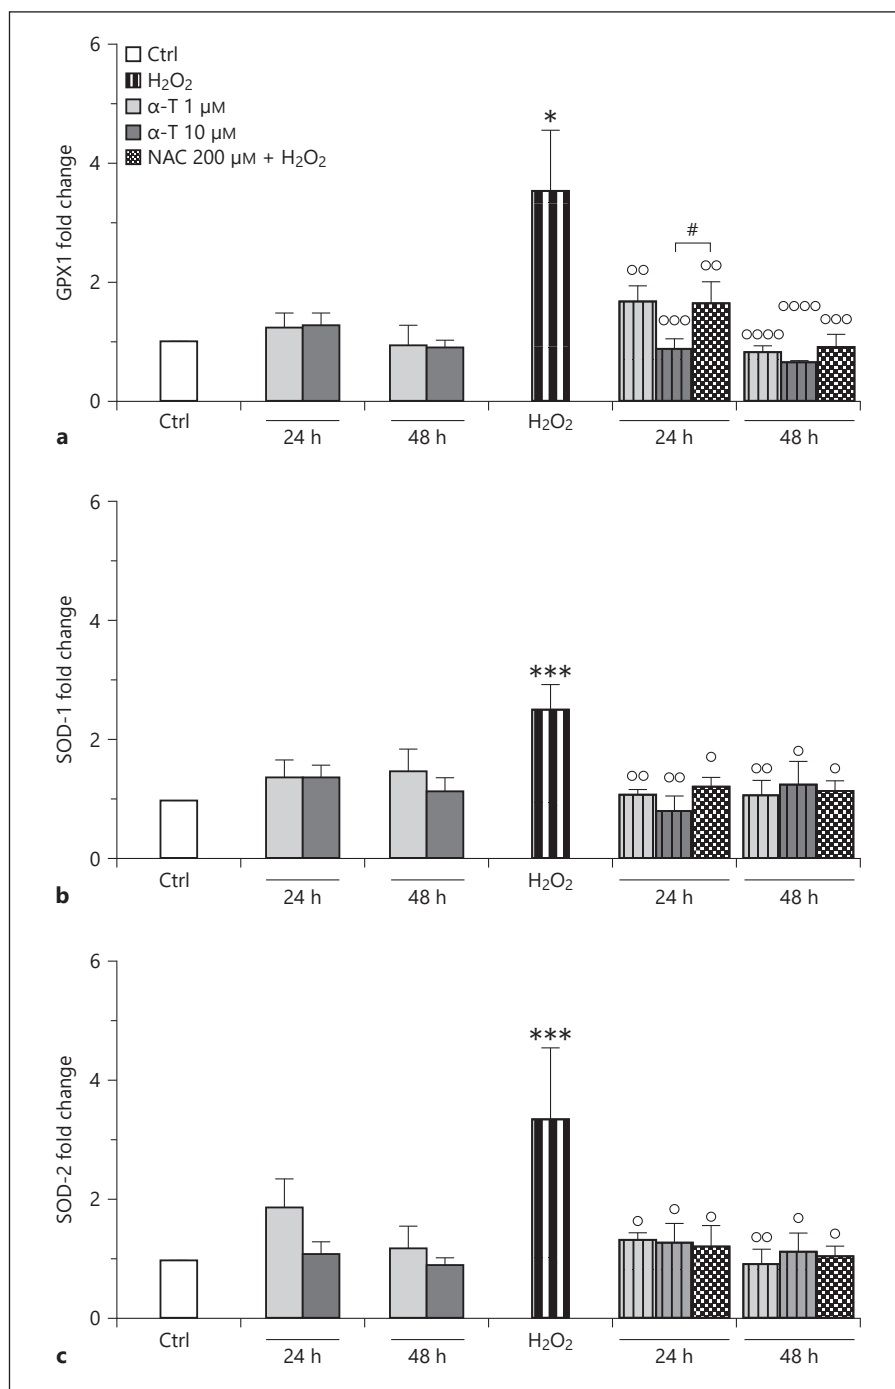 6
Ctrl
H₂O₂
α-T 1 μM
α-T 10 μM
NAC 200 μM + H₂O₂
*
4
GPX1 fold change
#
○○
○○
2
○○○
○○○○
○○○○
○○○
0
Ctrl
H₂O₂
24 h
48 h
24 h
48 h
a
6
4
SOD-1 fold change
***
2
○○
○○
○
○○
○
○
0
Ctrl
H₂O₂
24 h
48 h
24 h
48 h
b
6
***
4
SOD-2 fold change
2
○
○
○
○○
○
○
0
Ctrl
H₂O₂
24 h
48 h
24 h
48 h
c